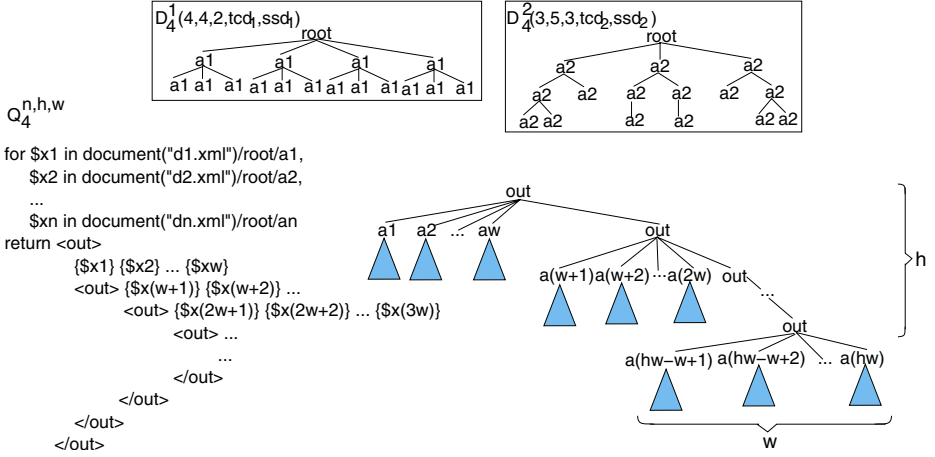 D₄¹(4,4,2,tcd₁,ssd₁)
root
a1 a1 a1 a1
a1 a1 a1 a1 a1 a1 a1 a1 a1 a1 a1 a1
D₄²(3,5,3,tcd₂,ssd₂)
root
a2 a2 a2
a2 a2 a2 a2 a2 a2
a2 a2 a2 a2 a2 a2
Q₄ⁿ,ʰ,ʷ
for $x1 in document("d1.xml")/root/a1,
$x2 in document("d2.xml")/root/a2,
...
$xn in document("dn.xml")/root/an
return <out>
{$x1} {$x2} ... {$xw}
<out> {$x(w+1)} {$x(w+2)} ...
<out> {$x(2w+1)} {$x(2w+2)} ... {$x(3w)}
<out> ...
...
</out>
</out>
</out>
</out>
out
a1 a2 ... aw out
a(w+1) a(w+2) ... a(2w) out
...
out
a(hw−w+1) a(hw−w+2) ... a(hw)
h
w